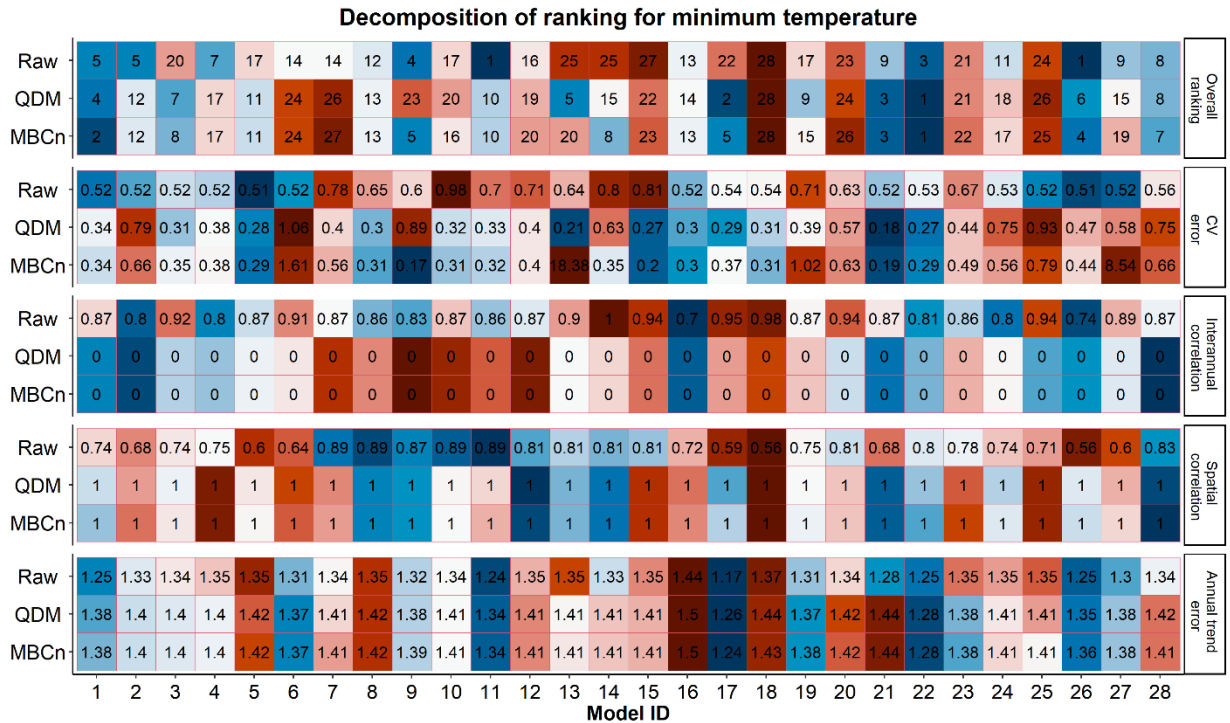 Decomposition of ranking for minimum temperature
Raw 5 5 20 7 17 14 14 12 4 17 1 16 25 25 27 13 22 28 17 23 9 3 21 11 24 1 9 8
QDM 4 12 7 17 11 24 26 13 23 20 10 19 5 15 22 14 2 28 9 24 3 1 21 18 26 6 15 8
MBCn 2 12 8 17 11 24 27 13 5 16 10 20 20 8 23 13 5 28 15 26 3 1 22 17 25 4 19 7
Overall
ranking
Raw 0.52 0.52 0.52 0.52 0.51 0.52 0.78 0.65 0.6 0.98 0.7 0.71 0.64 0.8 0.81 0.52 0.54 0.54 0.71 0.63 0.52 0.53 0.67 0.53 0.52 0.51 0.52 0.56
QDM 0.34 0.79 0.31 0.38 0.28 1.06 0.4 0.3 0.89 0.32 0.33 0.4 0.21 0.63 0.27 0.3 0.29 0.31 0.39 0.57 0.18 0.27 0.44 0.75 0.93 0.47 0.58 0.75
MBCn 0.34 0.66 0.35 0.38 0.29 1.61 0.56 0.31 0.17 0.31 0.32 0.4 18.38 0.35 0.2 0.3 0.37 0.31 1.02 0.63 0.19 0.29 0.49 0.56 0.79 0.44 8.54 0.66
CV
error
Raw 0.87 0.8 0.92 0.8 0.87 0.91 0.87 0.86 0.83 0.87 0.86 0.87 0.9 1 0.94 0.7 0.95 0.98 0.87 0.94 0.87 0.81 0.86 0.8 0.94 0.74 0.89 0.87
QDM 0 0 0 0 0 0 0 0 0 0 0 0 0 0 0 0 0 0 0 0 0 0 0 0 0 0 0 0
MBCn 0 0 0 0 0 0 0 0 0 0 0 0 0 0 0 0 0 0 0 0 0 0 0 0 0 0 0 0
Interannual
correlation
Raw 0.74 0.68 0.74 0.75 0.6 0.64 0.89 0.89 0.87 0.89 0.89 0.81 0.81 0.81 0.81 0.72 0.59 0.56 0.75 0.81 0.68 0.8 0.78 0.74 0.71 0.56 0.6 0.83
QDM 1 1 1 1 1 1 1 1 1 1 1 1 1 1 1 1 1 1 1 1 1 1 1 1 1 1 1 1
MBCn 1 1 1 1 1 1 1 1 1 1 1 1 1 1 1 1 1 1 1 1 1 1 1 1 1 1 1 1
Spatial
correlation
Raw 1.25 1.33 1.34 1.35 1.35 1.31 1.34 1.35 1.32 1.34 1.24 1.35 1.35 1.33 1.35 1.44 1.17 1.37 1.31 1.34 1.28 1.25 1.35 1.35 1.35 1.25 1.3 1.34
QDM 1.38 1.4 1.4 1.4 1.42 1.37 1.41 1.42 1.38 1.41 1.34 1.41 1.41 1.41 1.41 1.5 1.26 1.44 1.37 1.42 1.44 1.28 1.38 1.41 1.41 1.35 1.38 1.42
MBCn 1.38 1.4 1.4 1.4 1.42 1.37 1.41 1.42 1.39 1.41 1.34 1.41 1.41 1.41 1.41 1.5 1.24 1.43 1.38 1.42 1.44 1.28 1.38 1.41 1.41 1.36 1.38 1.41
Annual trend
error
1 2 3 4 5 6 7 8 9 10 11 12 13 14 15 16 17 18 19 20 21 22 23 24 25 26 27 28
Model ID